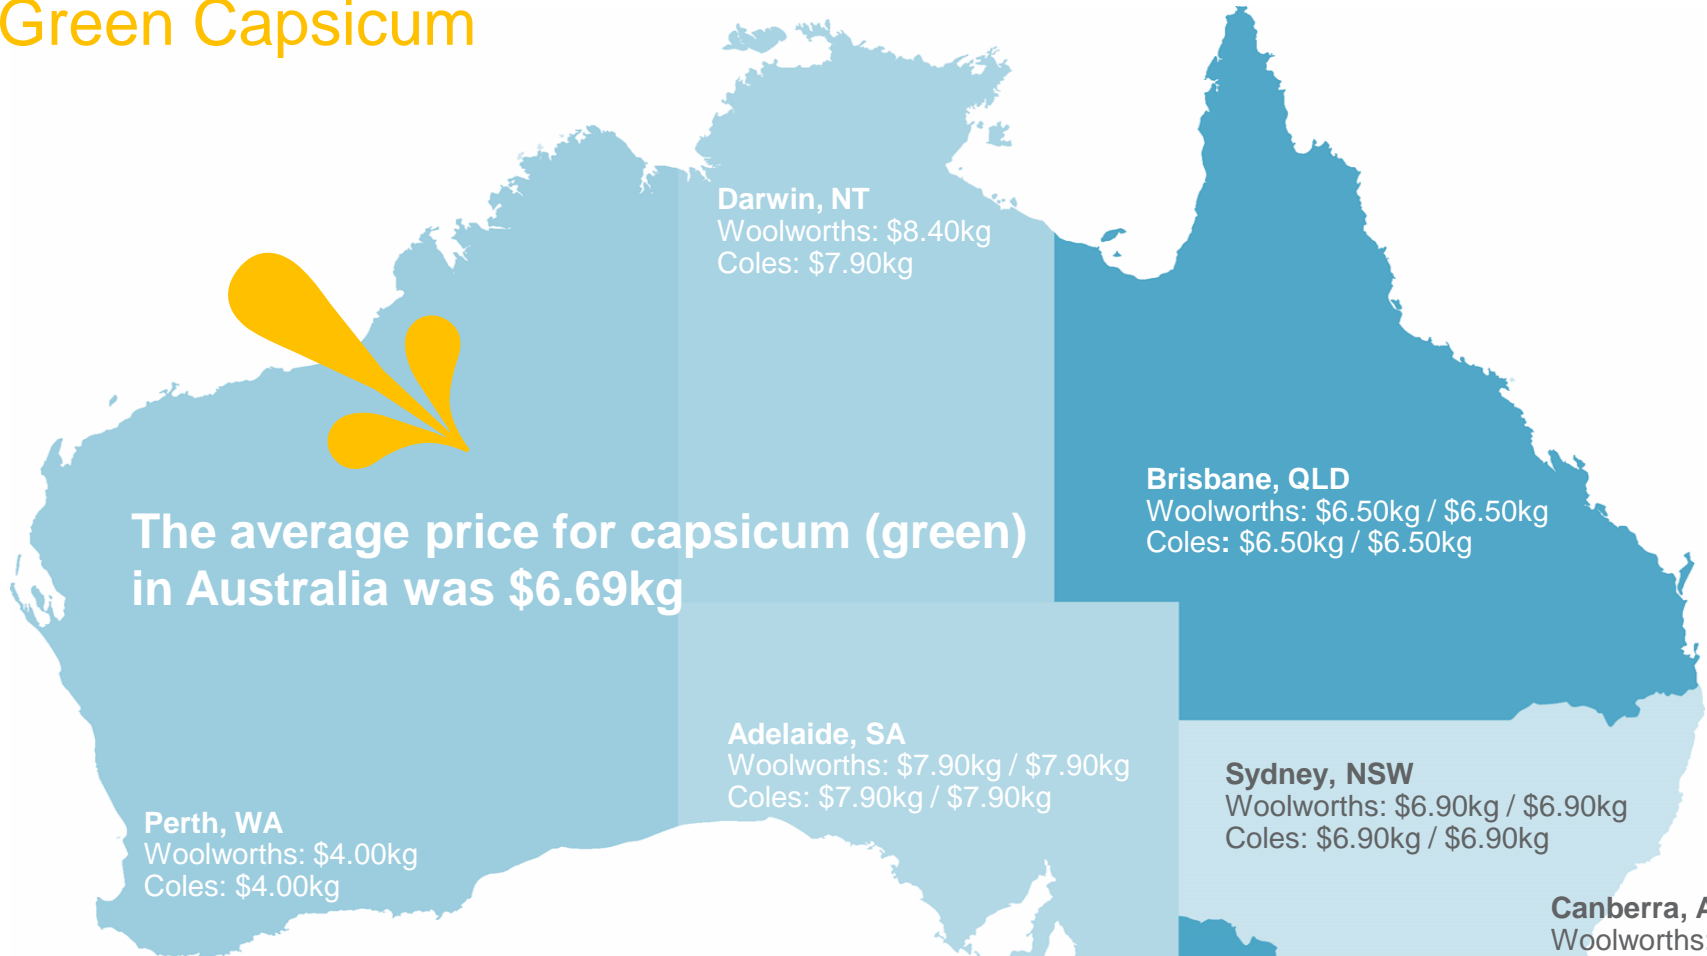 Green Capsicum
Darwin, NT
Woolworths: $8.40kg
Coles: $7.90kg
Brisbane, QLD
Woolworths: $6.50kg / $6.50kg
Coles: $6.50kg / $6.50kg
The average price for capsicum (green)
in Australia was $6.69kg
Adelaide, SA
Woolworths: $7.90kg / $7.90kg
Coles: $7.90kg / $7.90kg
Sydney, NSW
Woolworths: $6.90kg / $6.90kg
Coles: $6.90kg / $6.90kg
Perth, WA
Woolworths: $4.00kg
Coles: $4.00kg
Canberra, A
Woolworths: